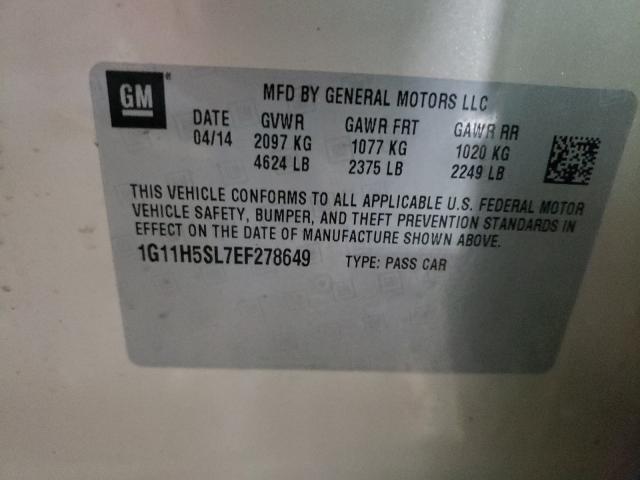 GM®
MFD BY GENERAL MOTORS LLC
DATE GVWR GAWR FRT GAWR RR
04/14 2097 KG 1077 KG 1020 KG
4624 LB 2375 LB 2249 LB
THIS VEHICLE CONFORMS TO ALL APPLICABLE U.S. FEDERAL MOTOR
VEHICLE SAFETY, BUMPER, AND THEFT PREVENTION STANDARDS IN
EFFECT ON THE DATE OF MANUFACTURE SHOWN ABOVE.
1G11H5SL7EF278649 TYPE: PASS CAR